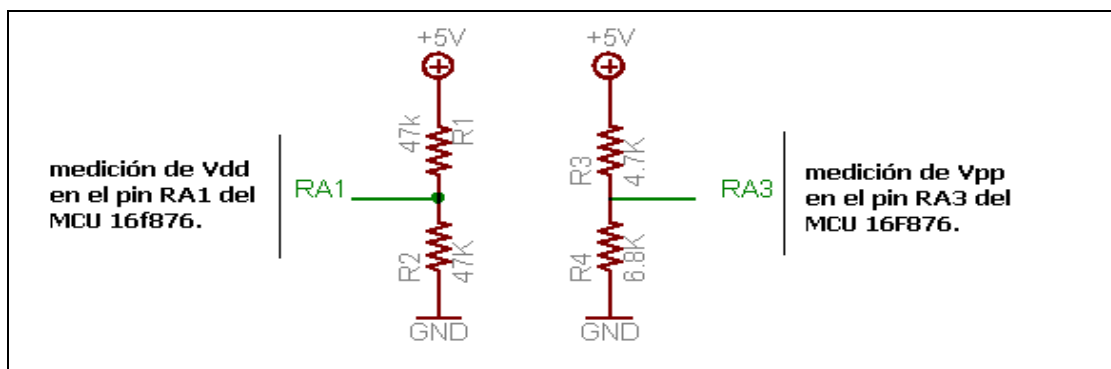 medición de Vdd
en el pin RA1 del
MCU 16f876.
RA1
+5V
47k
R1
R2
47K
GND
+5V
R3
4.7K
R4
6.8K
GND
RA3
medición de Vpp
en el pin RA3 del
MCU 16F876.